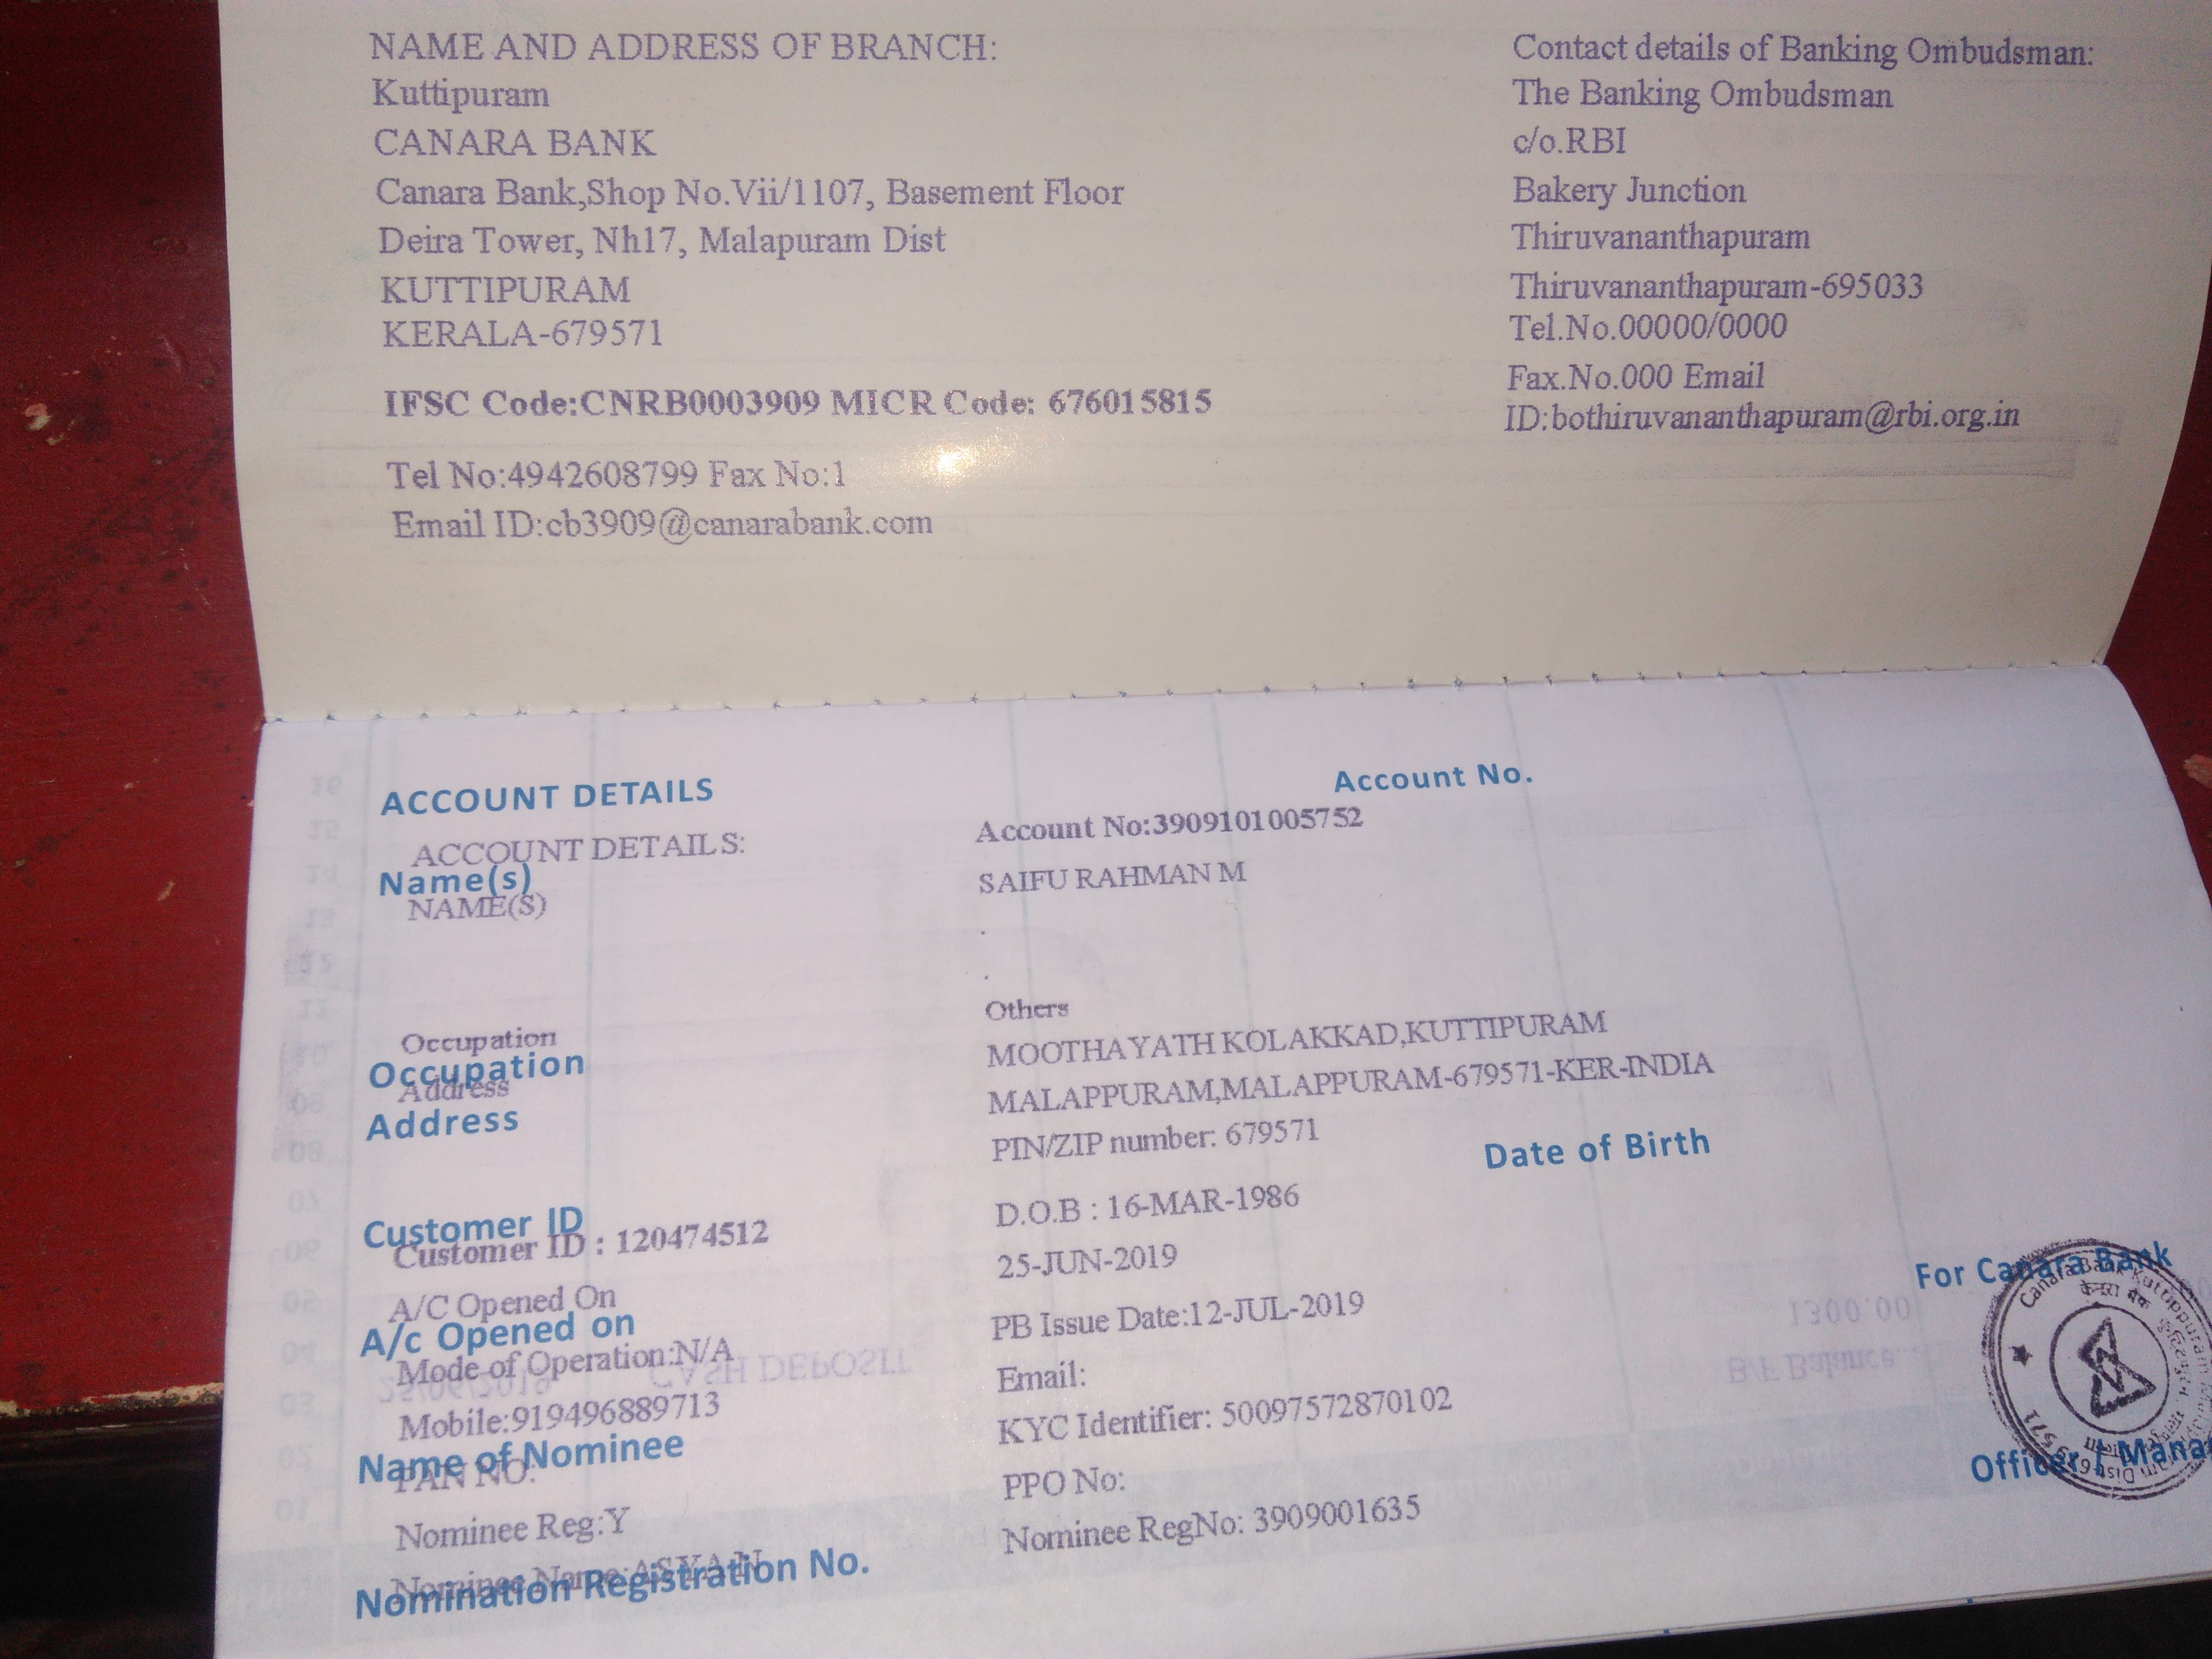 NAME AND ADDRESS OF BRANCH:
Kuttipuram
CANARA BANK
Canara Bank,Shop No.Vii/1107, Basement Floor
Deira Tower, Nh17, Malapuram Dist
KUTTIPURAM
KERALA-679571
IFSC Code:CNRB0003909 MICR Code: 676015815
Tel No:4942608799 Fax No:1
Email ID:cb3909@canarabank.com
Contact details of Banking Ombudsman:
The Banking Ombudsman
c/o.RBI
Bakery Junction
Thiruvananthapuram
Thiruvananthapuram-695033
Tel.No.00000/0000
Fax.No.000 Email
ID:bothiruvananthapuram@rbi.org.in
ACCOUNT DETAILS
Account No.
ACCOUNT DETAILS:
Account No:3909101005752
Name(s)
NAME(S)
SAIFU RAHMAN M
Occupation
Others
Occupation
Address
MOOTHAYATH KOLAKKAD,KUTTIPURAM
Address
MALAPPURAM,MALAPPURAM-679571-KER-INDIA
PIN/ZIP number: 679571
Date of Birth
Customer ID
Customer ID : 120474512
D.O.B : 16-MAR-1986
A/C Opened On
25-JUN-2019
A/c Opened on
For Canara Bank
Mode of Operation:N/A
PB Issue Date:12-JUL-2019
Mobile:919496889713
Email:
Name of Nominee
PAN NO:
KYC Identifier: 50097572870102
Nominee Reg:Y
PPO No:
Nominee Name:ASYA N
Nominee RegNo: 3909001635
Nomination Registration No.
Canara Bank
केनरा बैंक
Officer |